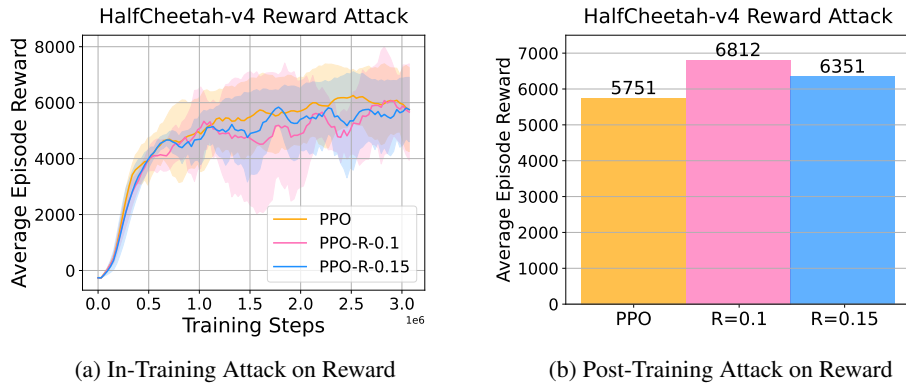 HalfCheetah-v4 Reward Attack
Average Episode Reward
8000
6000
4000
2000
0
PPO
PPO-R-0.1
PPO-R-0.15
0.0 0.5 1.0 1.5 2.0 2.5 3.0
1e6
Training Steps
(a) In-Training Attack on Reward
HalfCheetah-v4 Reward Attack
Average Episode Reward
7000
6000
5000
4000
3000
2000
1000
0
5751
6812
6351
PPO R=0.1 R=0.15
(b) Post-Training Attack on Reward